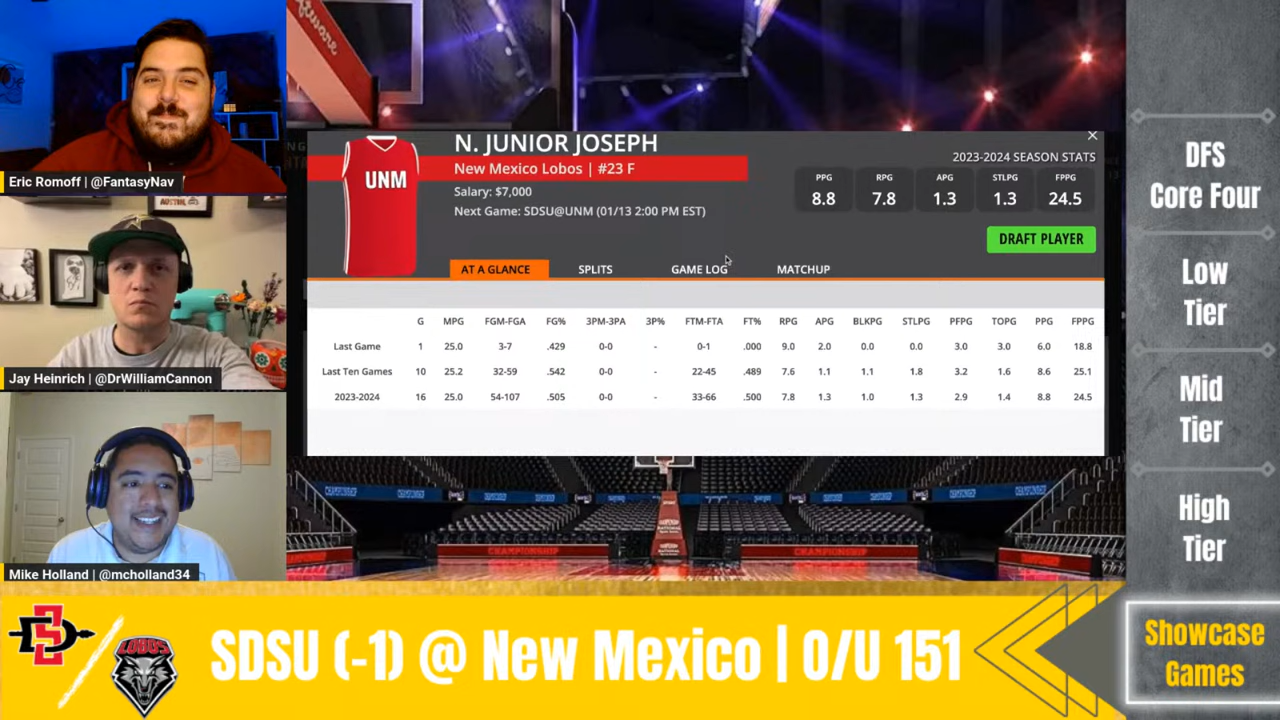 Eric Romoff | @FantasyNav
Jay Heinrich | @DrWilliamCannon
Mike Holland | @mcholland34
UNM
N. JUNIOR JOSEPH
New Mexico Lobos | #23 F
Salary: $7,000
Next Game: SDSU@UNM (01/13 2:00 PM EST)
2023-2024 SEASON STATS
PPG RPG APG STLPG FPPG
8.8 7.8 1.3 1.3 24.5
DRAFT PLAYER
AT A GLANCE SPLITS GAME LOG MATCHUP
G MPG FGM-FGA FG% 3PM-3PA 3P% FTM-FTA FT% RPG APG BLKPG STLPG PFPG TOPG PPG FPPG
Last Game 1 25.0 3-7 .429 0-0 - 0-1 .000 9.0 2.0 0.0 0.0 3.0 3.0 6.0 18.8
Last Ten Games 10 25.2 32-59 .542 0-0 - 22-45 .489 7.6 1.1 1.1 1.8 3.2 1.6 8.6 25.1
2023-2024 16 25.0 54-107 .505 0-0 - 33-66 .500 7.8 1.3 1.0 1.3 2.9 1.4 8.8 24.5
CHAMPIONSHIP
CHAMPIONSHIP
DFS
Core Four
Low
Tier
Mid
Tier
High
Tier
Showcase
Games
LOBOS
SDSU (-1) @ New Mexico | O/U 151